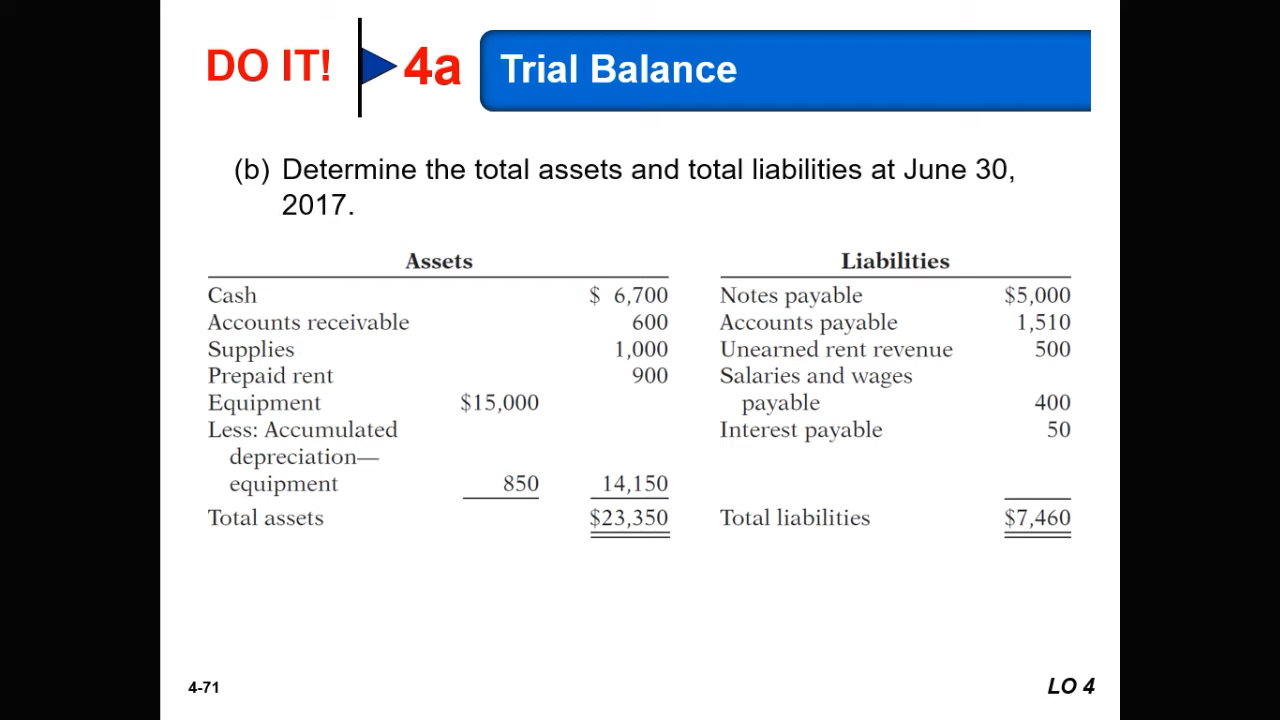 DO IT! 4a Trial Balance
(b) Determine the total assets and total liabilities at June 30,
2017.
Assets Liabilities
Cash $ 6,700 Notes payable $5,000
Accounts receivable 600 Accounts payable 1,510
Supplies 1,000 Unearned rent revenue 500
Prepaid rent 900 Salaries and wages
Equipment $15,000 payable 400
Less: Accumulated Interest payable 50
depreciation—
equipment 850 14,150
Total assets $23,350 Total liabilities $7,460
4-71 LO 4